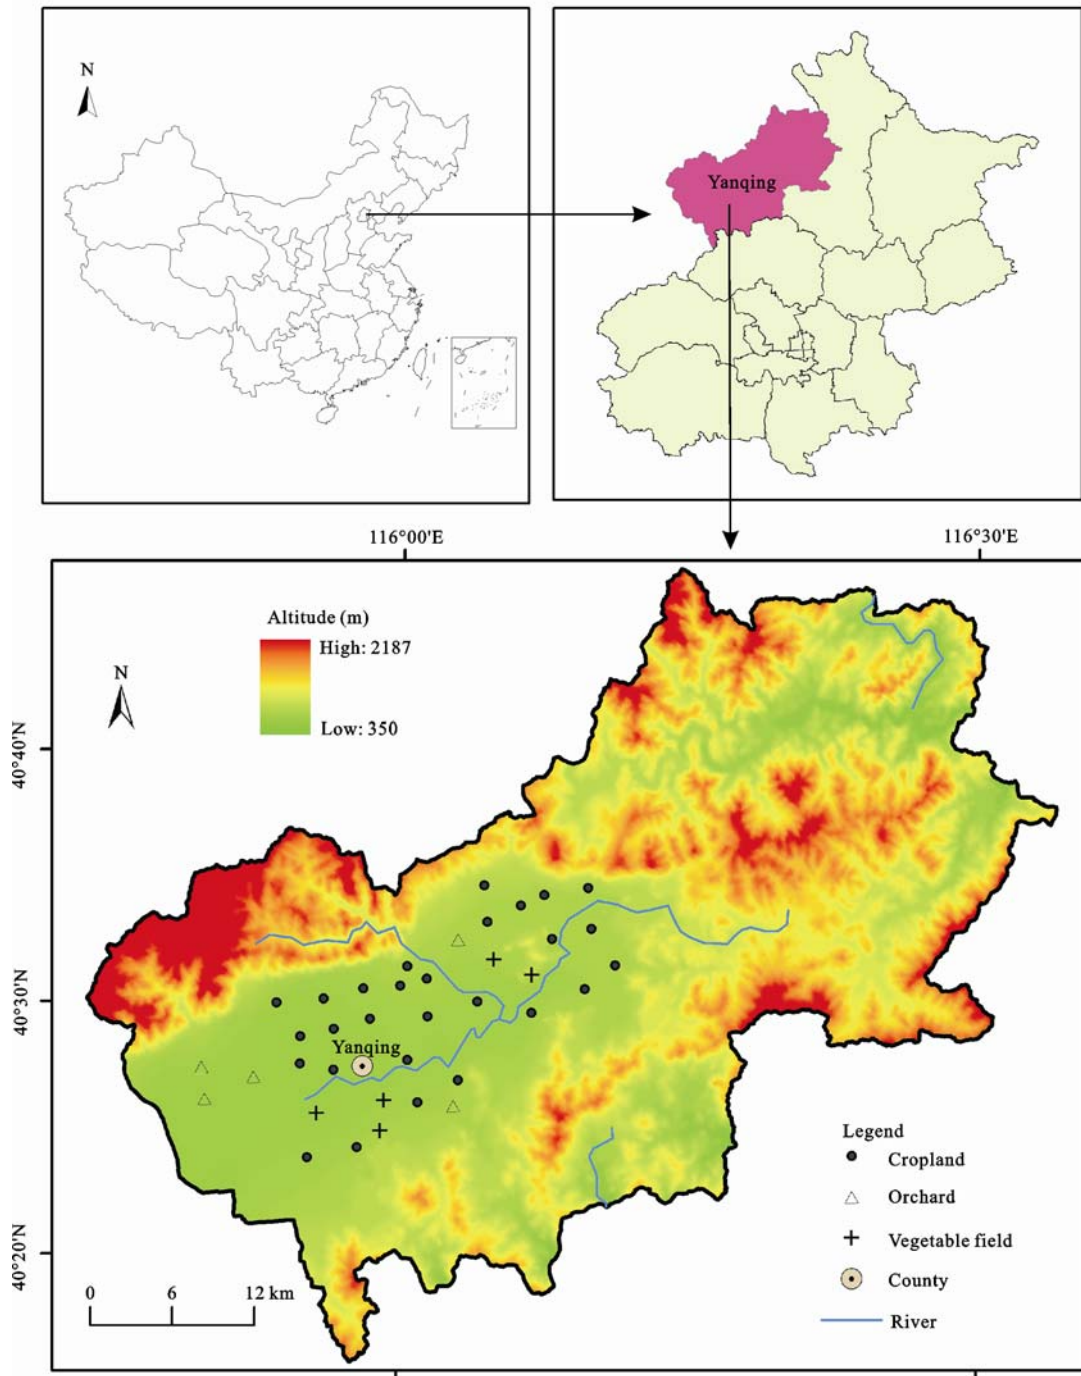 N
Yanqing
116°00'E
116°30'E
Altitude (m)
High: 2187
Low: 350
N
40°40'N
40°30'N
40°20'N
Yanqing
Legend
Cropland
Orchard
Vegetable field
County
River
0 6 12 km